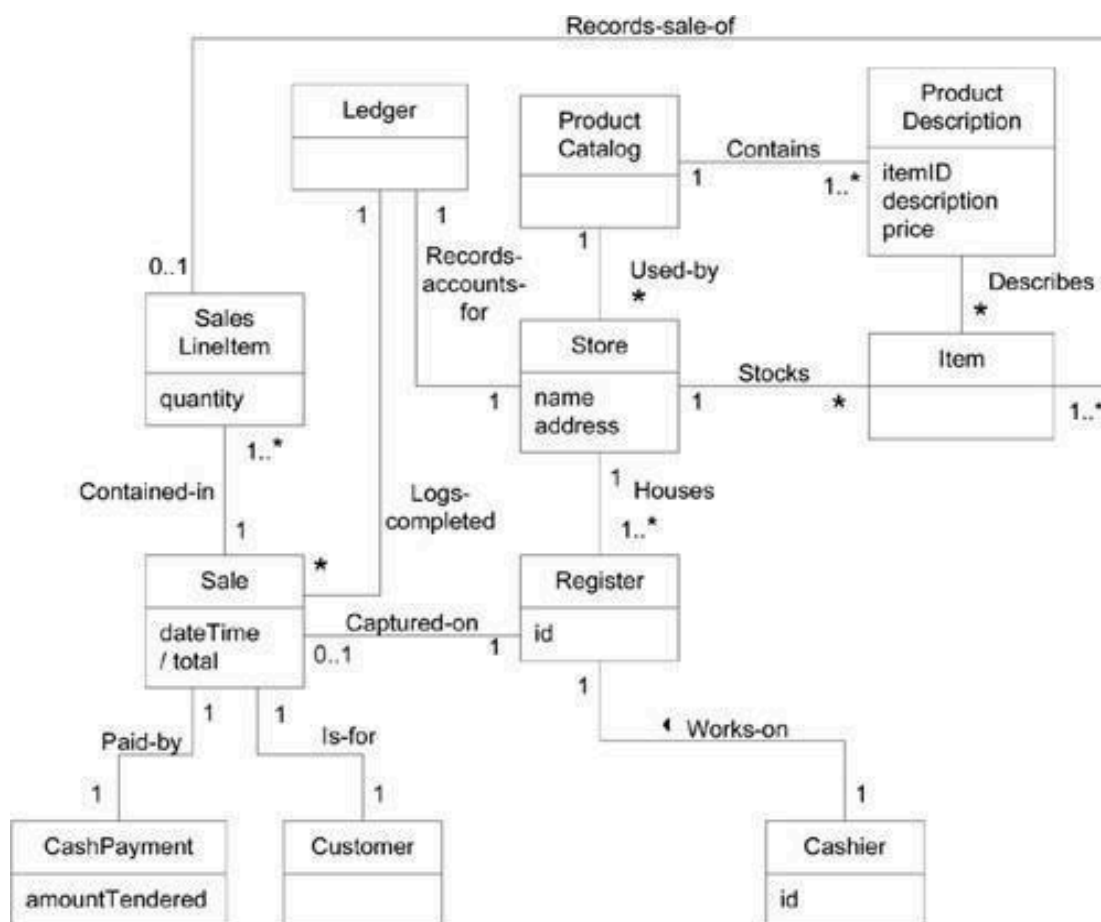 Records-sale-of
Ledger
Product
Catalog
Product
Description
Contains
1
1..*
itemID
description
price
1
1
1
0..1
Records-
accounts-
for
Used-by
*
Describes
*
Sales
LineItem
quantity
Store
name
address
Stocks
1
1
*
Item
1..*
1..*
Contained-in
1
Logs-
completed
*
1
Houses
1..*
Sale
dateTime
/ total
Captured-on
0..1
1
Register
id
1
1
1
Paid-by
Is-for
Works-on
1
1
1
CashPayment
amountTendered
Customer
Cashier
id